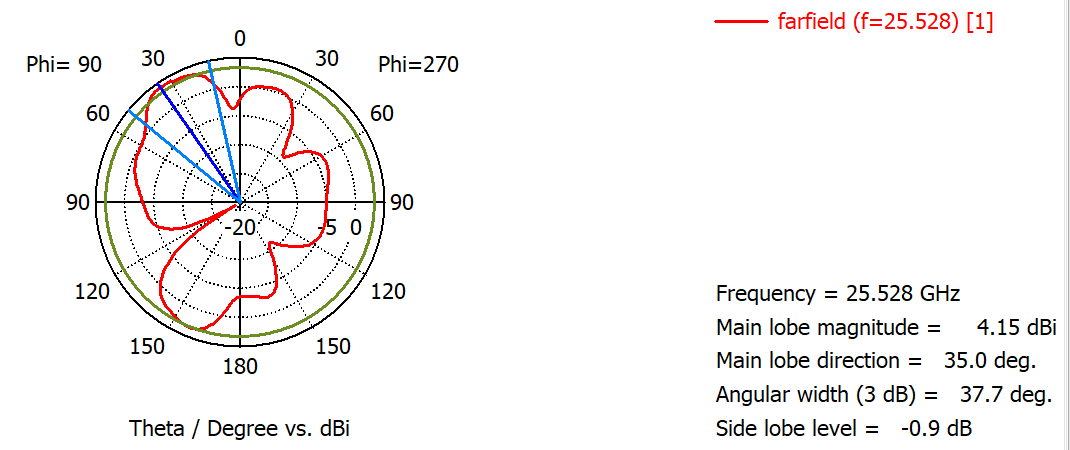 farfield (f=25.528) [1]
0
30
30
Phi= 90
Phi=270
60
60
90
90
-20
-5
0
120
120
150
150
180
Theta / Degree vs. dBi
Frequency = 25.528 GHz
Main lobe magnitude = 4.15 dBi
Main lobe direction = 35.0 deg.
Angular width (3 dB) = 37.7 deg.
Side lobe level = -0.9 dB